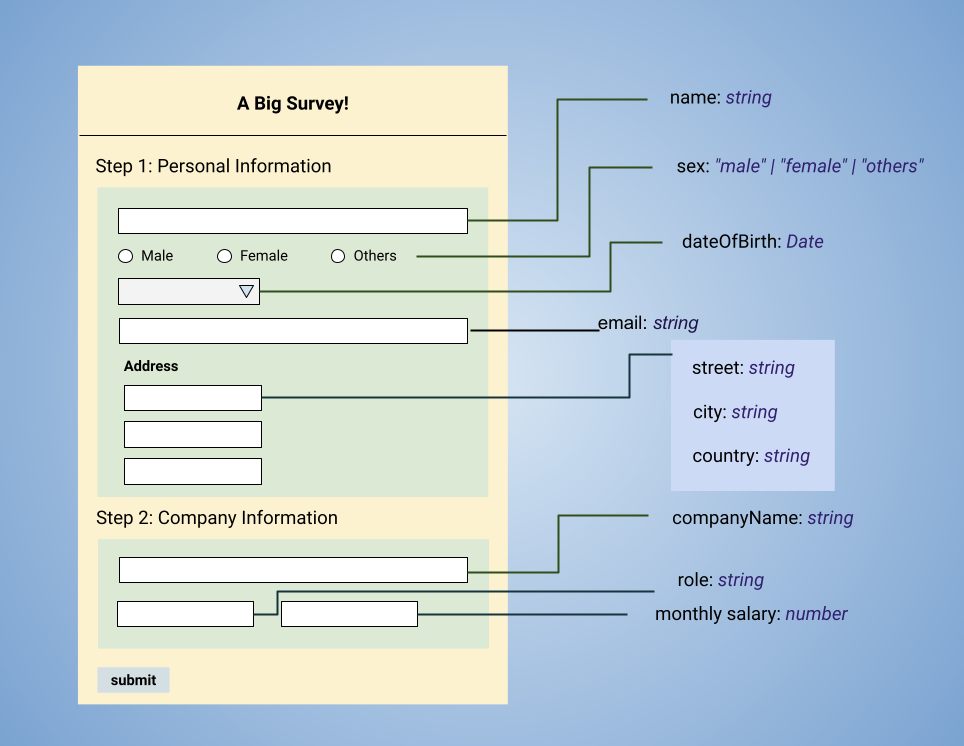 A Big Survey!
Step 1: Personal Information
Male Female Others
Address
Step 2: Company Information
submit
name: string
sex: "male" | "female" | "others"
dateOfBirth: Date
email: string
street: string
city: string
country: string
companyName: string
role: string
monthly salary: number